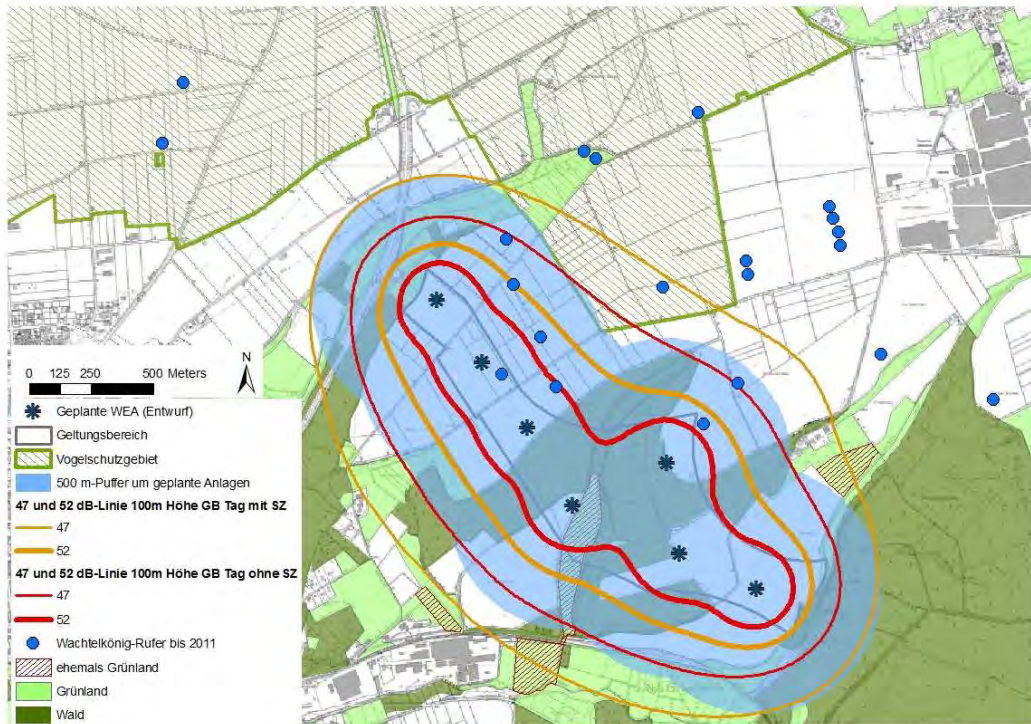 N
0 125 250 500 Meters
Geplante WEA (Entwurf)
Geltungsbereich
Vogelschutzgebiet
500 m-Puffer um geplante Anlagen
47 und 52 dB-Linie 100m Höhe GB Tag mit SZ
47
52
47 und 52 dB-Linie 100m Höhe GB Tag ohne SZ
47
52
Wachtelkönig-Rufer bis 2011
ehemals Grünland
Grünland
Wald